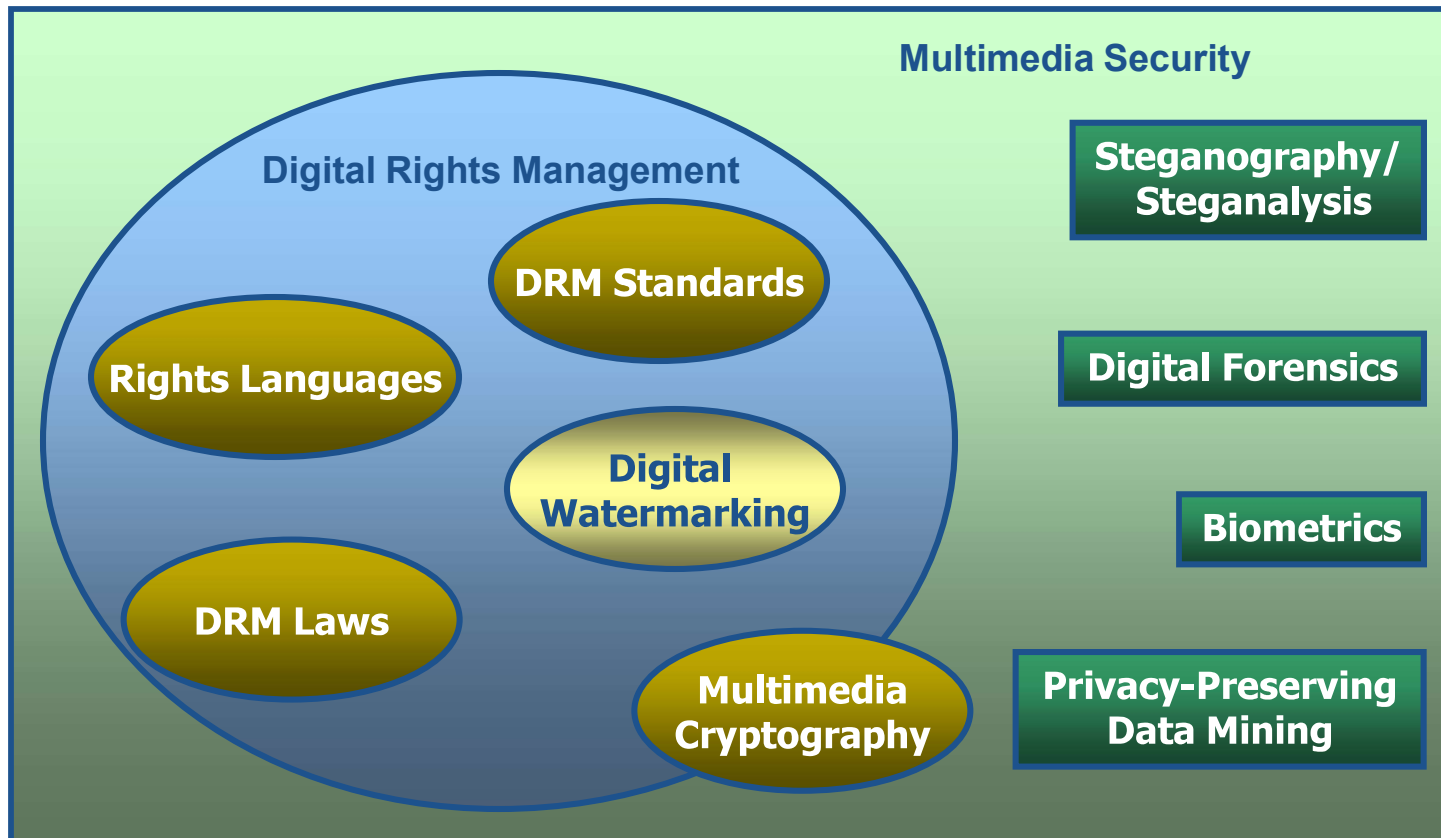 Multimedia Security
Digital Rights Management
DRM Standards
Rights Languages
Digital
Watermarking
DRM Laws
Multimedia
Cryptography
Steganography/
Steganalysis
Digital Forensics
Biometrics
Privacy-Preserving
Data Mining